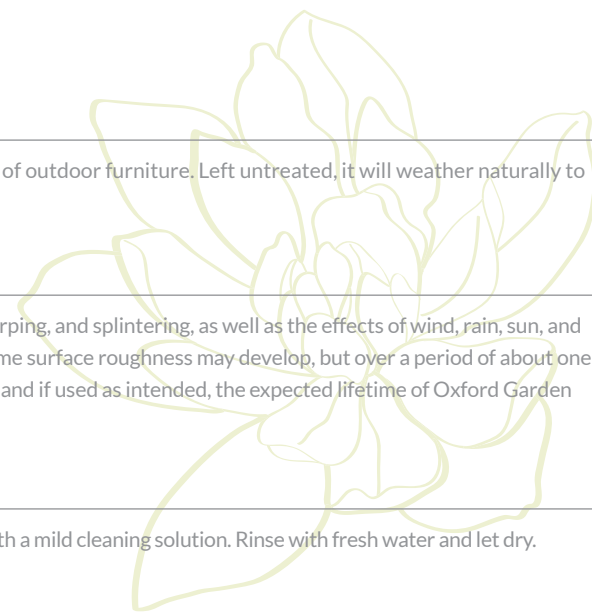 of outdoor furniture. Left untreated, it will weather naturally to
rping, and splintering, as well as the effects of wind, rain, sun, and
me surface roughness may develop, but over a period of about one
and if used as intended, the expected lifetime of Oxford Garden
th a mild cleaning solution. Rinse with fresh water and let dry.